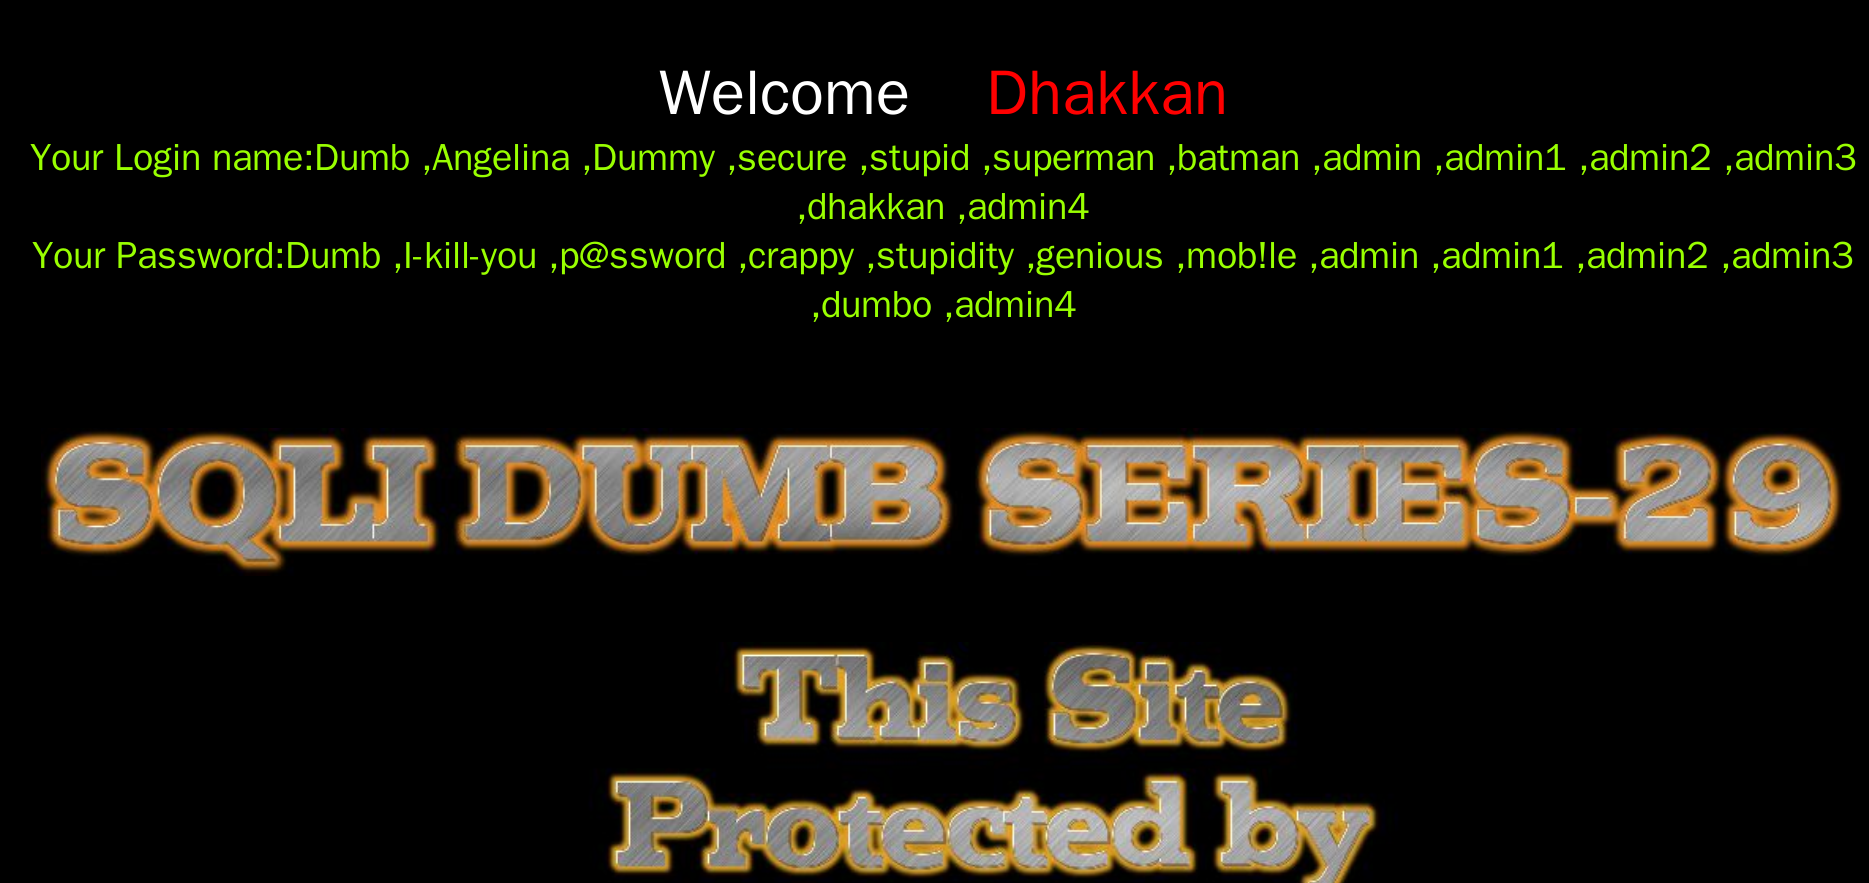 Welcome Dhakkan
Your Login name:Dumb ,Angelina ,Dummy ,secure ,stupid ,superman ,batman ,admin ,admin1 ,admin2 ,admin3
,dhakkan ,admin4
Your Password:Dumb ,I-kill-you ,p@ssword ,crappy ,stupidity ,genious ,mob!le ,admin ,admin1 ,admin2 ,admin3
,dumbo ,admin4
SQLI DUMB SERIES-29
This Site
Protected by